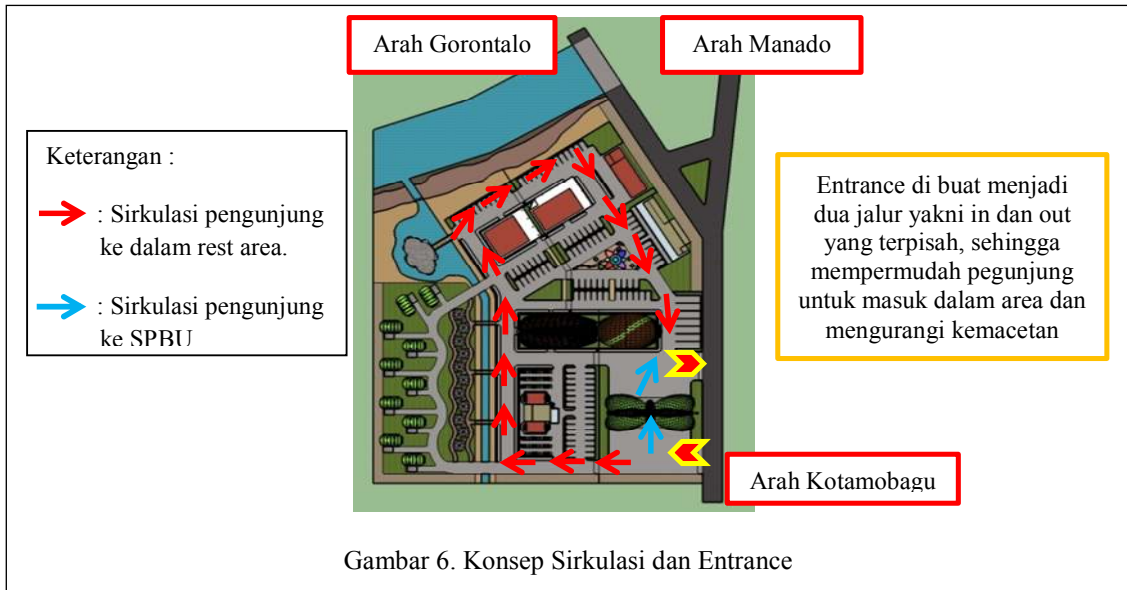 Arah Gorontalo
Arah Manado
Keterangan :
: Sirkulasi pengunjung
ke dalam rest area.
: Sirkulasi pengunjung
ke SPBU
Entrance di buat menjadi
dua jalur yakni in dan out
yang terpisah, sehingga
mempermudah pegunjung
untuk masuk dalam area dan
mengurangi kemacetan
Arah Kotamobagu
Gambar 6. Konsep Sirkulasi dan Entrance